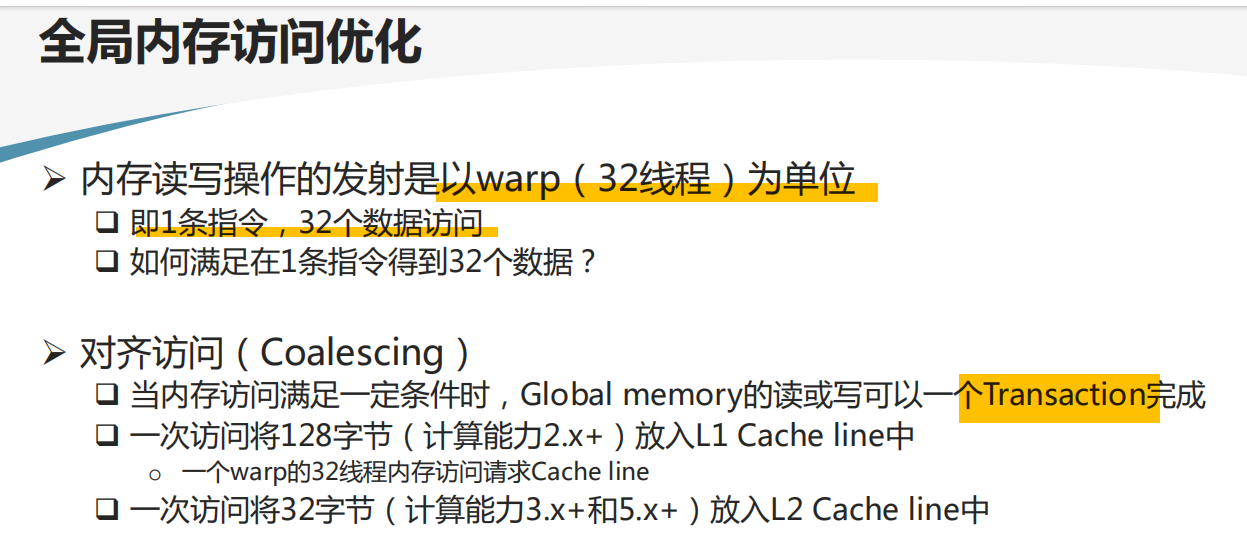 全局内存访问优化
内存读写操作的发射是以warp（32线程）为单位
即1条指令，32个数据访问
如何满足在1条指令得到32个数据？
对齐访问（Coalescing）
当内存访问满足一定条件时，Global memory的读或写可以一个Transaction完成
一次访问将128字节（计算能力2.x+）放入L1 Cache line中
一个warp的32线程内存访问请求Cache line
一次访问将32字节（计算能力3.x+和5.x+）放入L2 Cache line中